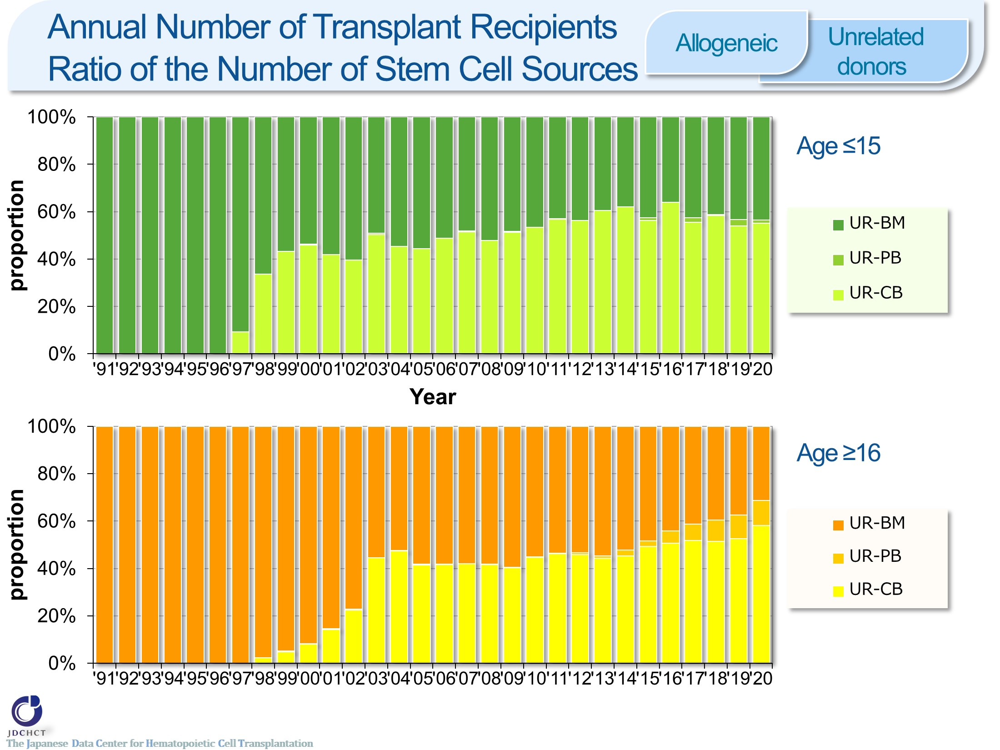 Annual Number of Transplant Recipients
Ratio of the Number of Stem Cell Sources
Allogeneic
Unrelated
donors
100%
80%
60%
40%
20%
0%
proportion
'91 '92 '93 '94 '95 '96 '97 '98 '99 '00 '01 '02 '03 '04 '05 '06 '07 '08 '09 '10 '11 '12 '13 '14 '15 '16 '17 '18 '19 '20
Year
Age ≤15
UR-BM
UR-PB
UR-CB
100%
80%
60%
40%
20%
0%
proportion
'91 '92 '93 '94 '95 '96 '97 '98 '99 '00 '01 '02 '03 '04 '05 '06 '07 '08 '09 '10 '11 '12 '13 '14 '15 '16 '17 '18 '19 '20
Age ≥16
UR-BM
UR-PB
UR-CB
JDCHCT
The Japanese Data Center for Hematopoietic Cell Transplantation